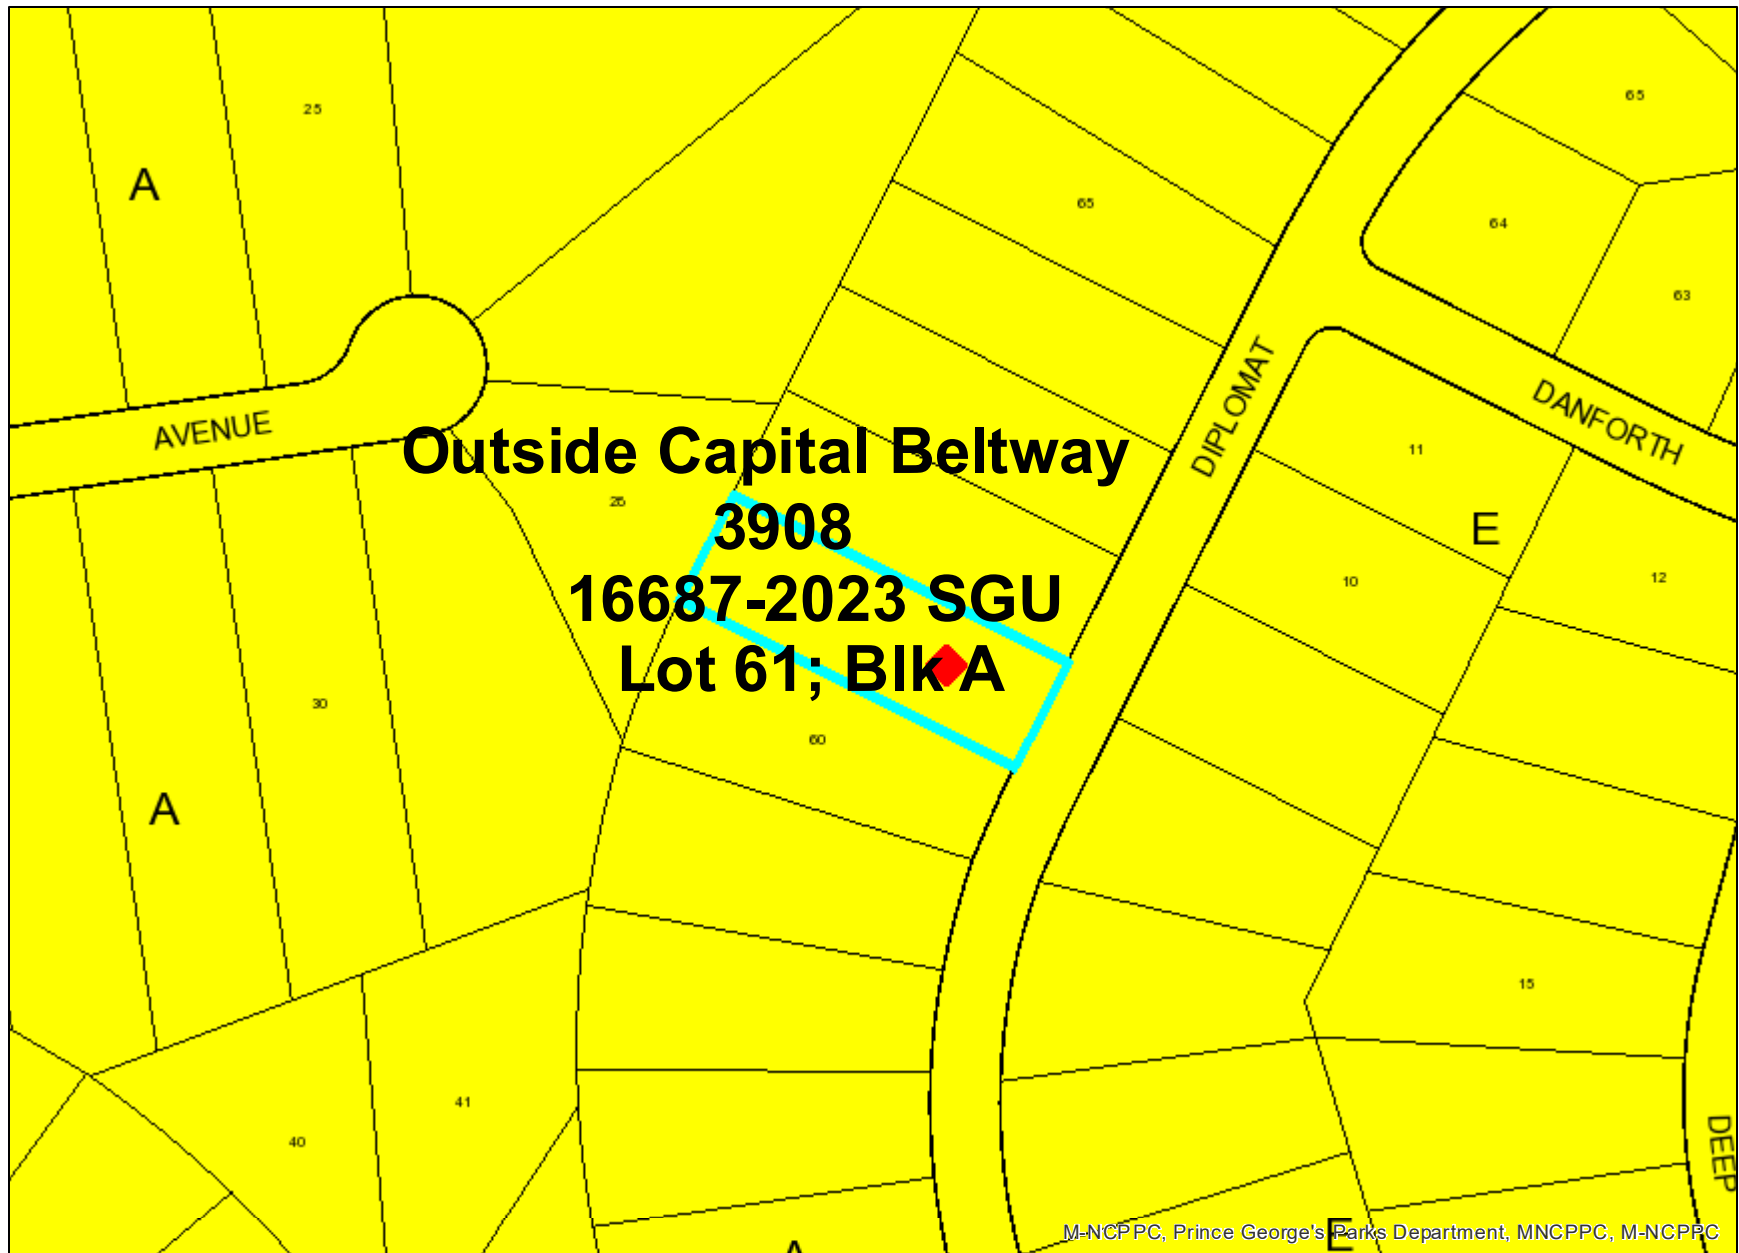 25
65
A
65
64
63
AVENUE
DIPLOMAT
DANFORTH
Outside Capital Beltway
11
26
3908
E
10
12
16687-2023 SGU
Lot 61; Blk A
30
60
A
15
41
40
DEEP
A
E
M-NCPPC, Prince George's Parks Department, MNCPPC, M-NCPPC